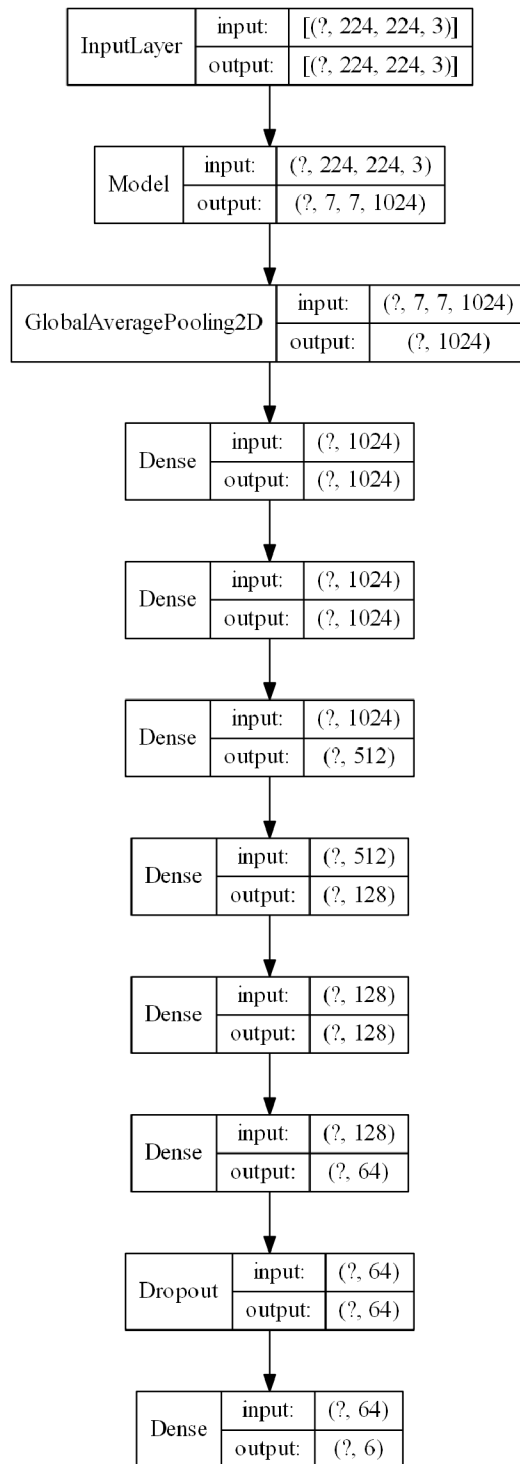 InputLayer
input: [(?, 224, 224, 3)]
output: [(?, 224, 224, 3)]
Model
input: (?, 224, 224, 3)
output: (?, 7, 7, 1024)
GlobalAveragePooling2D
input: (?, 7, 7, 1024)
output: (?, 1024)
Dense
input: (?, 1024)
output: (?, 1024)
Dense
input: (?, 1024)
output: (?, 1024)
Dense
input: (?, 1024)
output: (?, 512)
Dense
input: (?, 512)
output: (?, 128)
Dense
input: (?, 128)
output: (?, 128)
Dense
input: (?, 128)
output: (?, 64)
Dropout
input: (?, 64)
output: (?, 64)
Dense
input: (?, 64)
output: (?, 6)